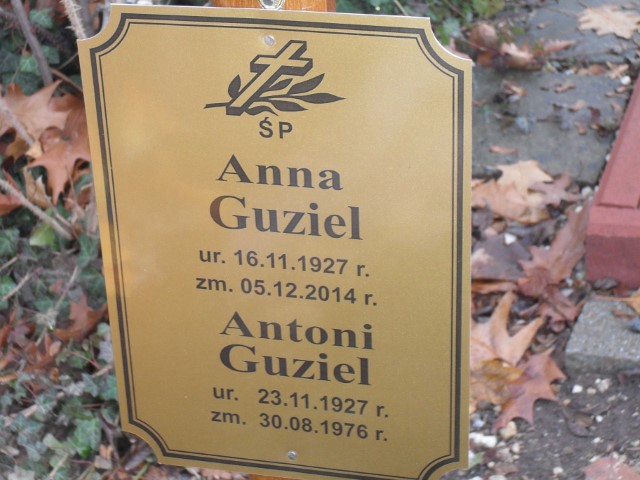 ŚP
Anna
Guziel
ur. 16.11.1927 r.
zm. 05.12.2014 r.
Antoni
Guziel
ur. 23.11.1927 r.
zm. 30.08.1976 r.